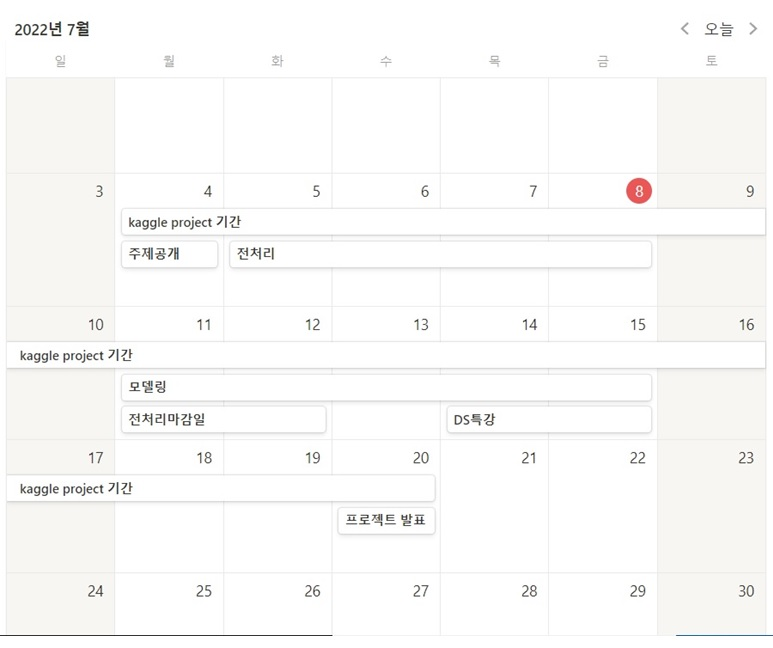 2022년 7월 < 오늘 >
일 월 화 수 목 금 토
3 4 5 6 7 8 9
kaggle project 기간
주제공개 전처리
10 11 12 13 14 15 16
kaggle project 기간
모델링
전처리마감일 DS특강
17 18 19 20 21 22 23
kaggle project 기간
프로젝트 발표
24 25 26 27 28 29 30